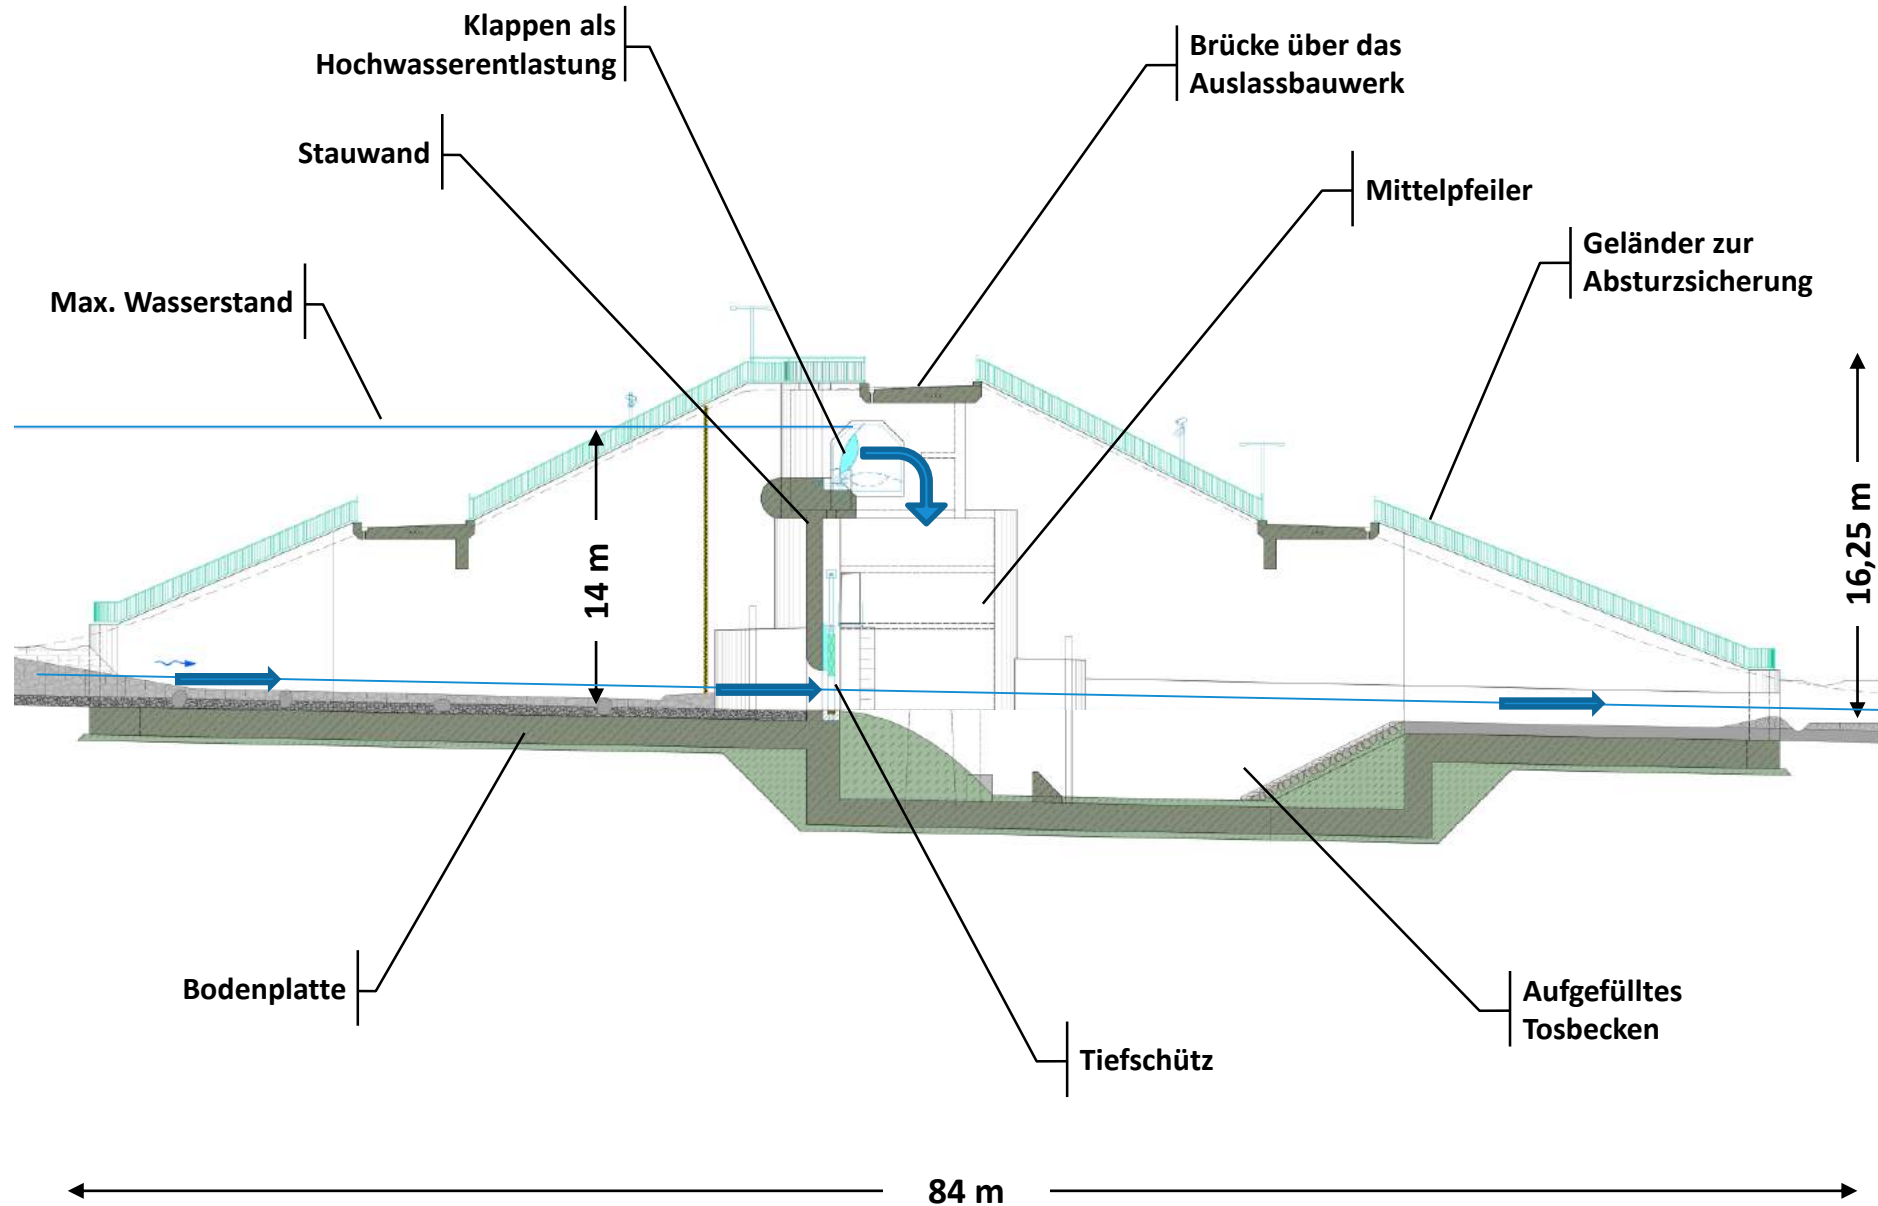 Klappen als
Hochwasserentlastung
Brücke über das
Auslassbauwerk
Stauwand
Mittelpfeiler
Geländer zur
Absturzsicherung
Max. Wasserstand
14 m
16,25 m
Bodenplatte
Aufgefülltes
Tosbecken
Tiefschütz
84 m